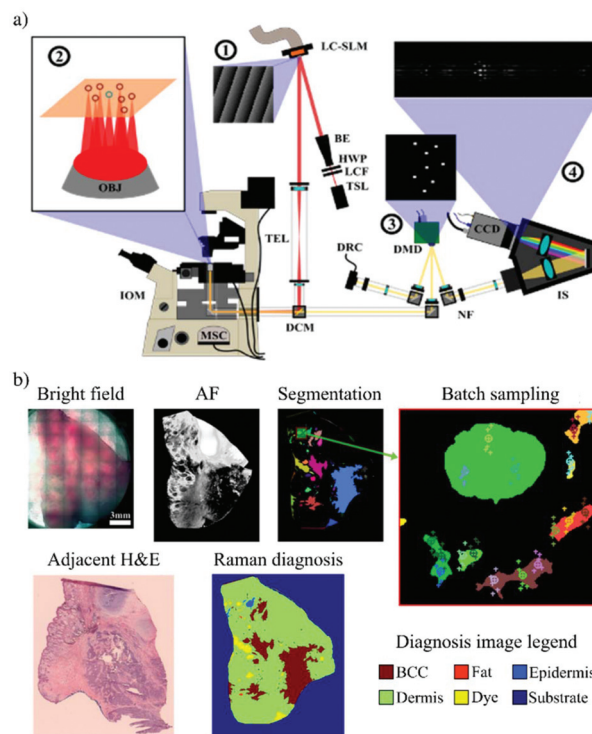 a)
2
OBJ
1
LC-SLM
BE
HWP
LCF
TSL
TEL
IOM
MSC
DCM
DRC
3
DMD
NF
CCD
4
IS
b)
Bright field
AF
Segmentation
Batch sampling
3mm
Adjacent H&E
Raman diagnosis
Diagnosis image legend
BCC
Fat
Epidermis
Dermis
Dye
Substrate